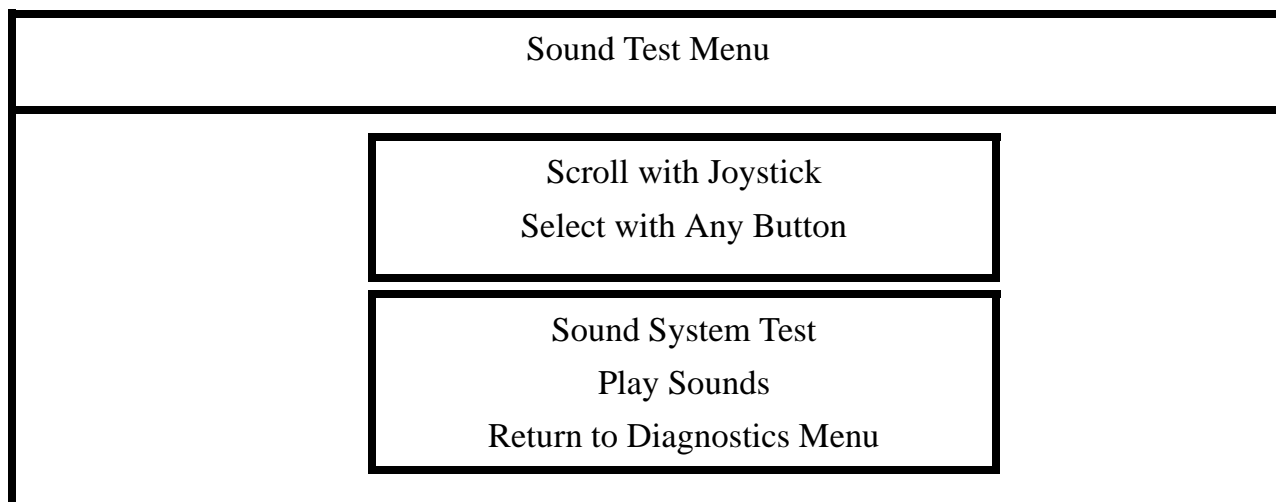 Sound Test Menu
Scroll with Joystick
Select with Any Button
Sound System Test
Play Sounds
Return to Diagnostics Menu